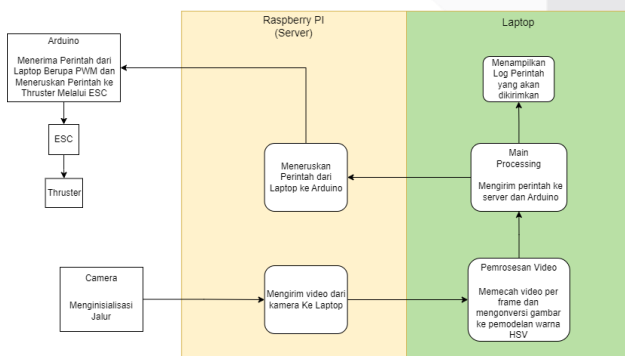 Raspberry PI
(Server)
Laptop
Arduino
Menerima Perintah dari
Laptop Berupa PWM dan
Meneruskan Perintah ke
Thruster Melalui ESC
Menampilkan
Log Perintah
yang akan
dikirimkan
ESC
Thruster
Meneruskan
Perintah dari
Laptop ke Arduino
Main
Processing
Mengirim perintah ke
server dan Arduino
Camera
Menginisialisasi
Jalur
Mengirim video dari
kamera Ke Laptop
Pemrosesan Video
Memecah video per
frame dan
mengonversi gambar
ke pemodelan warna
HSV